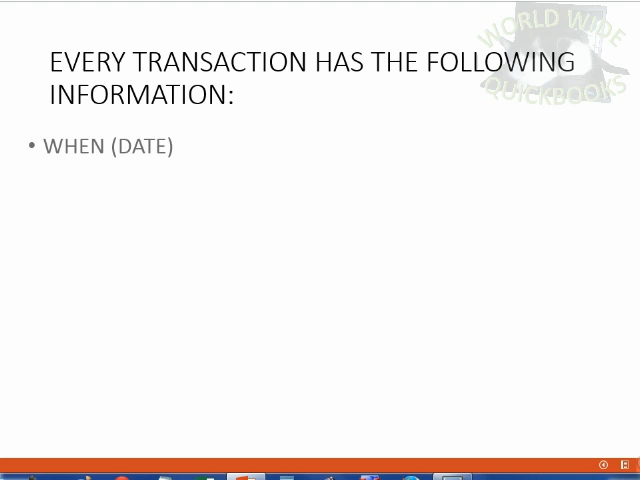 WORLD WIDE
EVERY TRANSACTION HAS THE FOLLOWING
INFORMATION:
QUICKBOOKS
• WHEN (DATE)